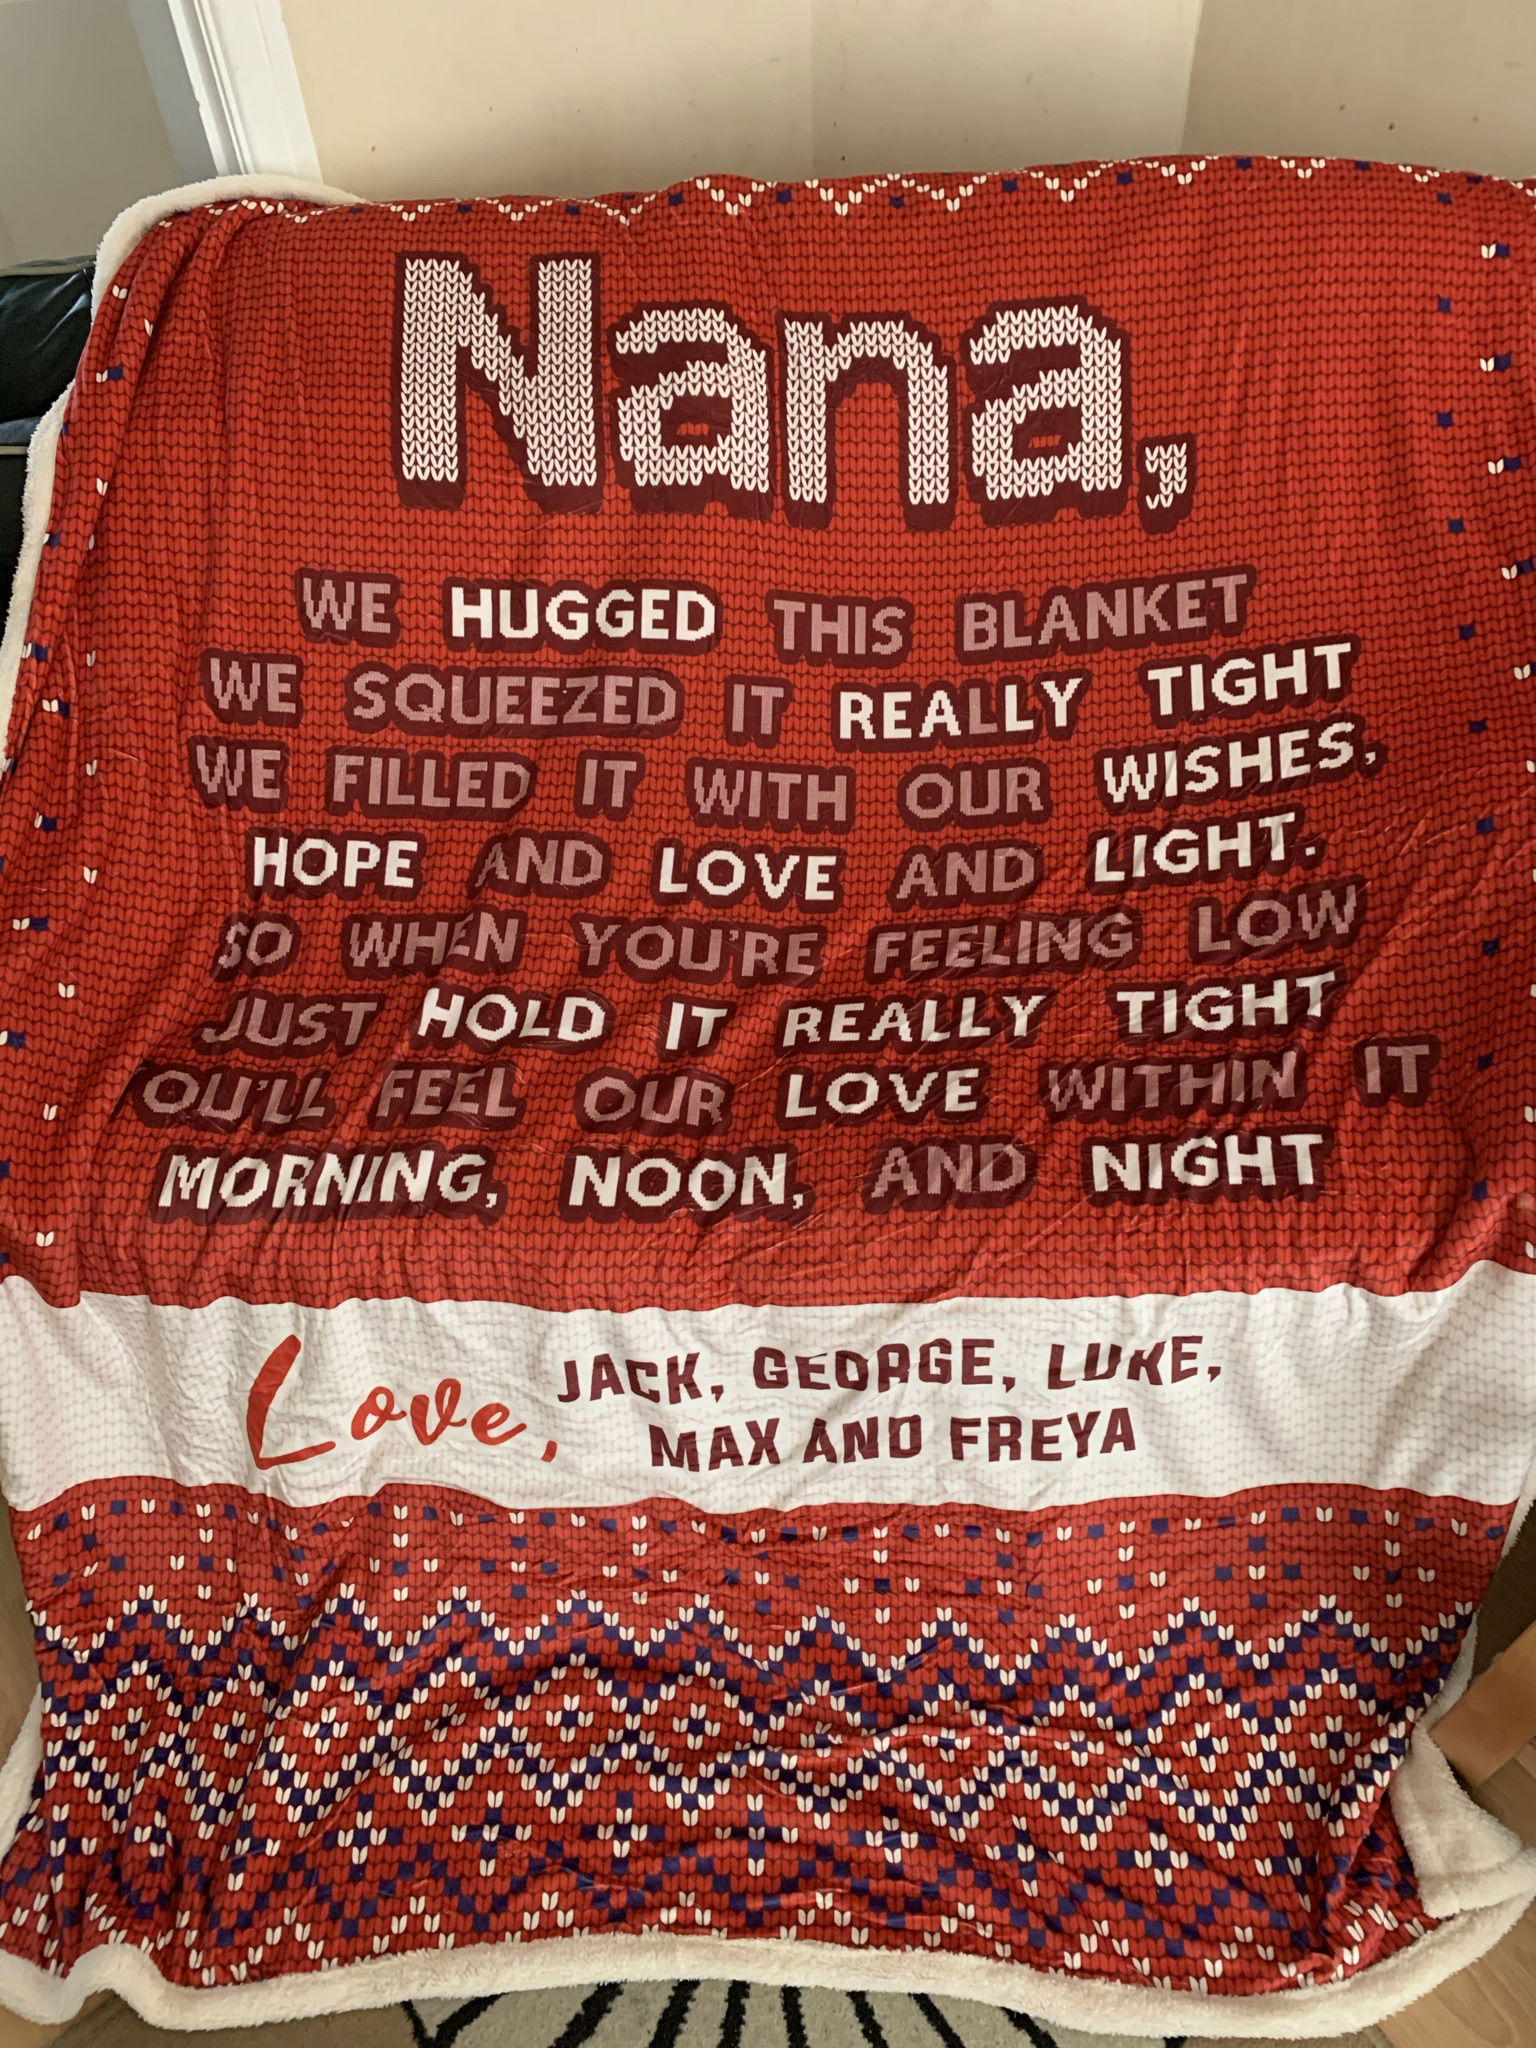 Nana,
WE HUGGED THIS BLANKET
WE SQUEEZED IT REALLY TIGHT
WE FILLED IT WITH OUR WISHES,
HOPE AND LOVE AND LIGHT.
SO WHEN YOU'RE FEELING LOW
JUST HOLD IT REALLY TIGHT
YOU'LL FEEL OUR LOVE WITHIN IT
MORNING, NOON, AND NIGHT
Love, JACK, GEORGE, LUKE,
MAX AND FREYA